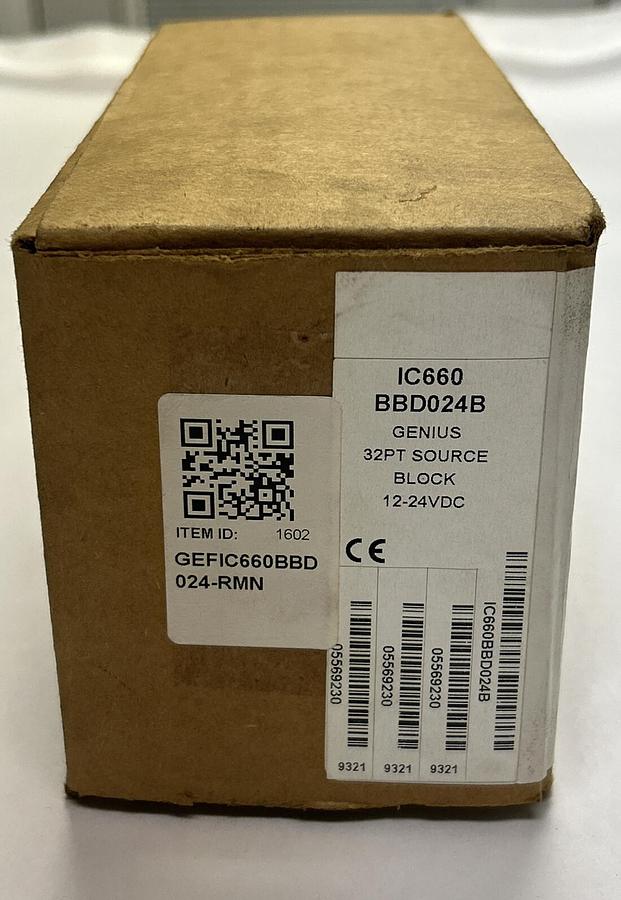 IC660
BBD024B
GENIUS
32PT SOURCE
BLOCK
12-24VDC
CE
ITEM ID: 1602
GEFIC660BBD
024-RMN
05569230
05569230
05569230
IC660BBD024B
9321
9321
9321